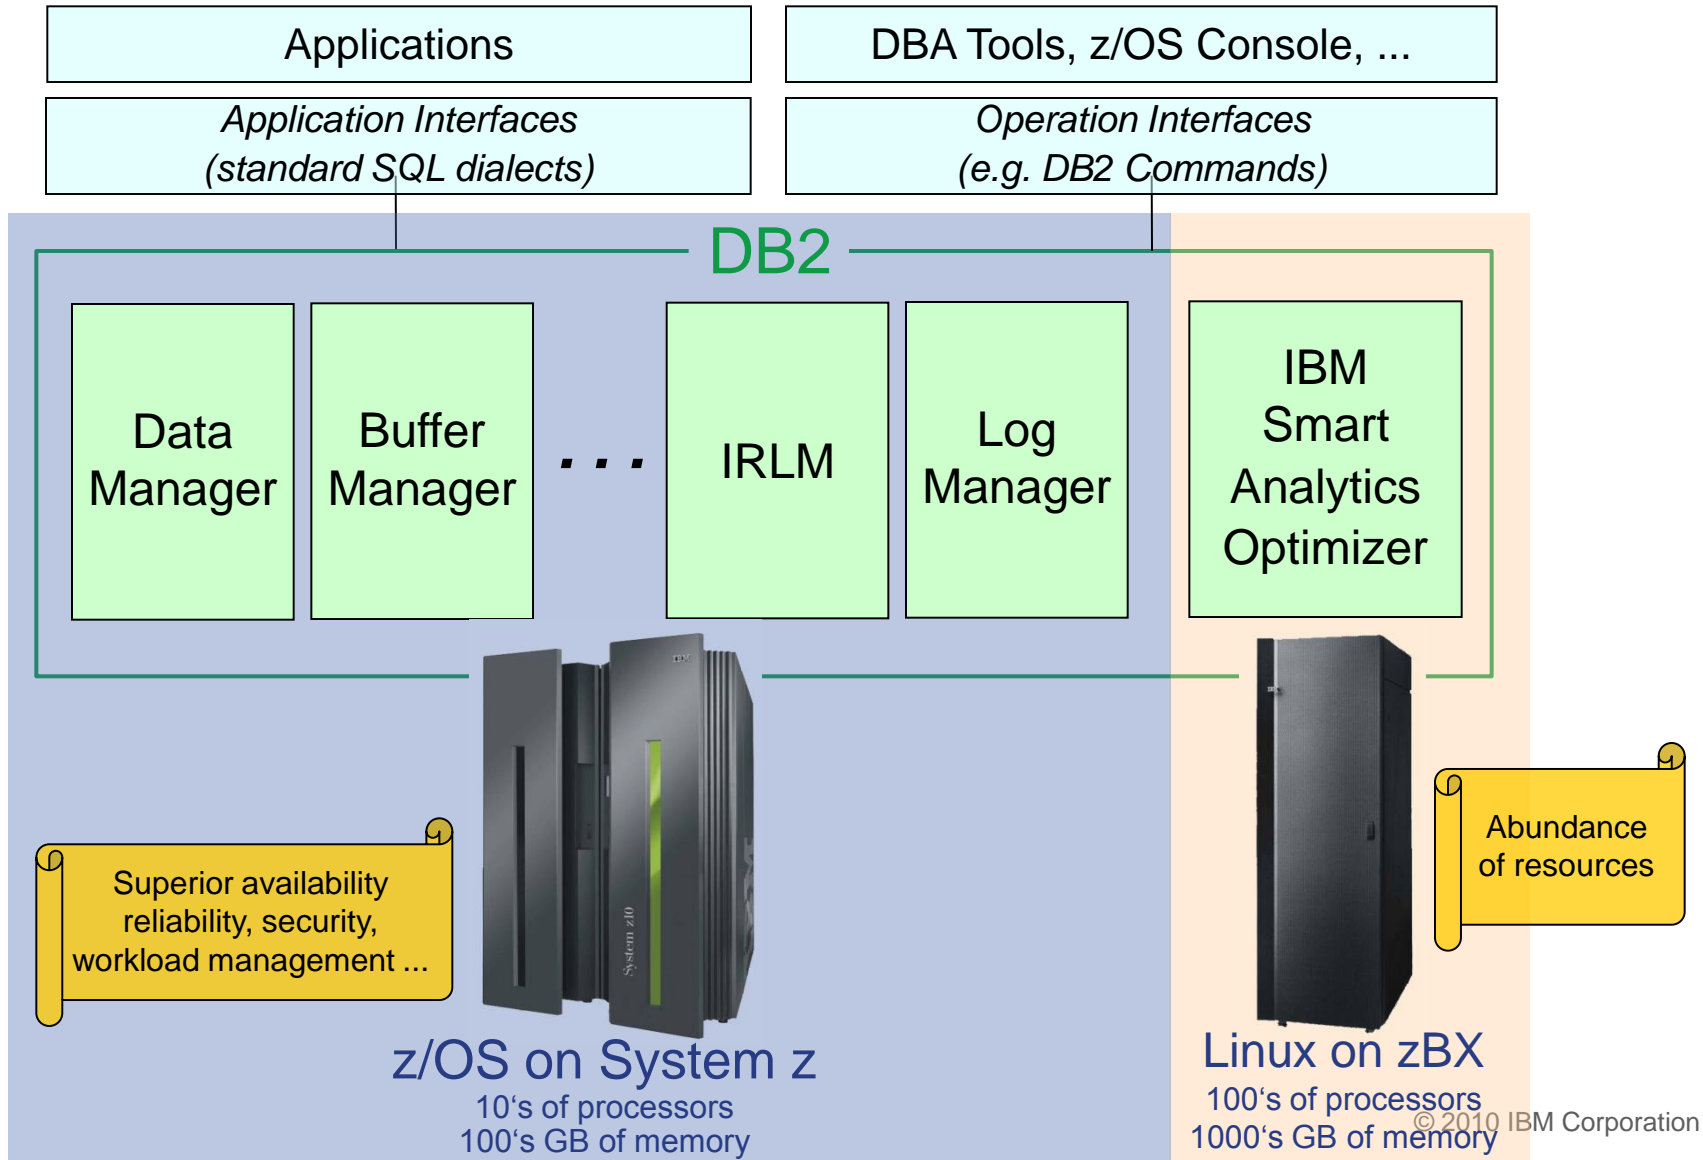 Applications
DBA Tools, z/OS Console, ...
Application Interfaces
(standard SQL dialects)
Operation Interfaces
(e.g. DB2 Commands)
DB2
Data
Manager
Buffer
Manager
...
IRLM
Log
Manager
IBM
Smart
Analytics
Optimizer
IBM
System z10
Superior availability
reliability, security,
workload management ...
Abundance
of resources
z/OS on System z
10‘s of processors
100‘s GB of memory
Linux on zBX
100‘s of processors
1000‘s GB of memory
© 2010 IBM Corporation